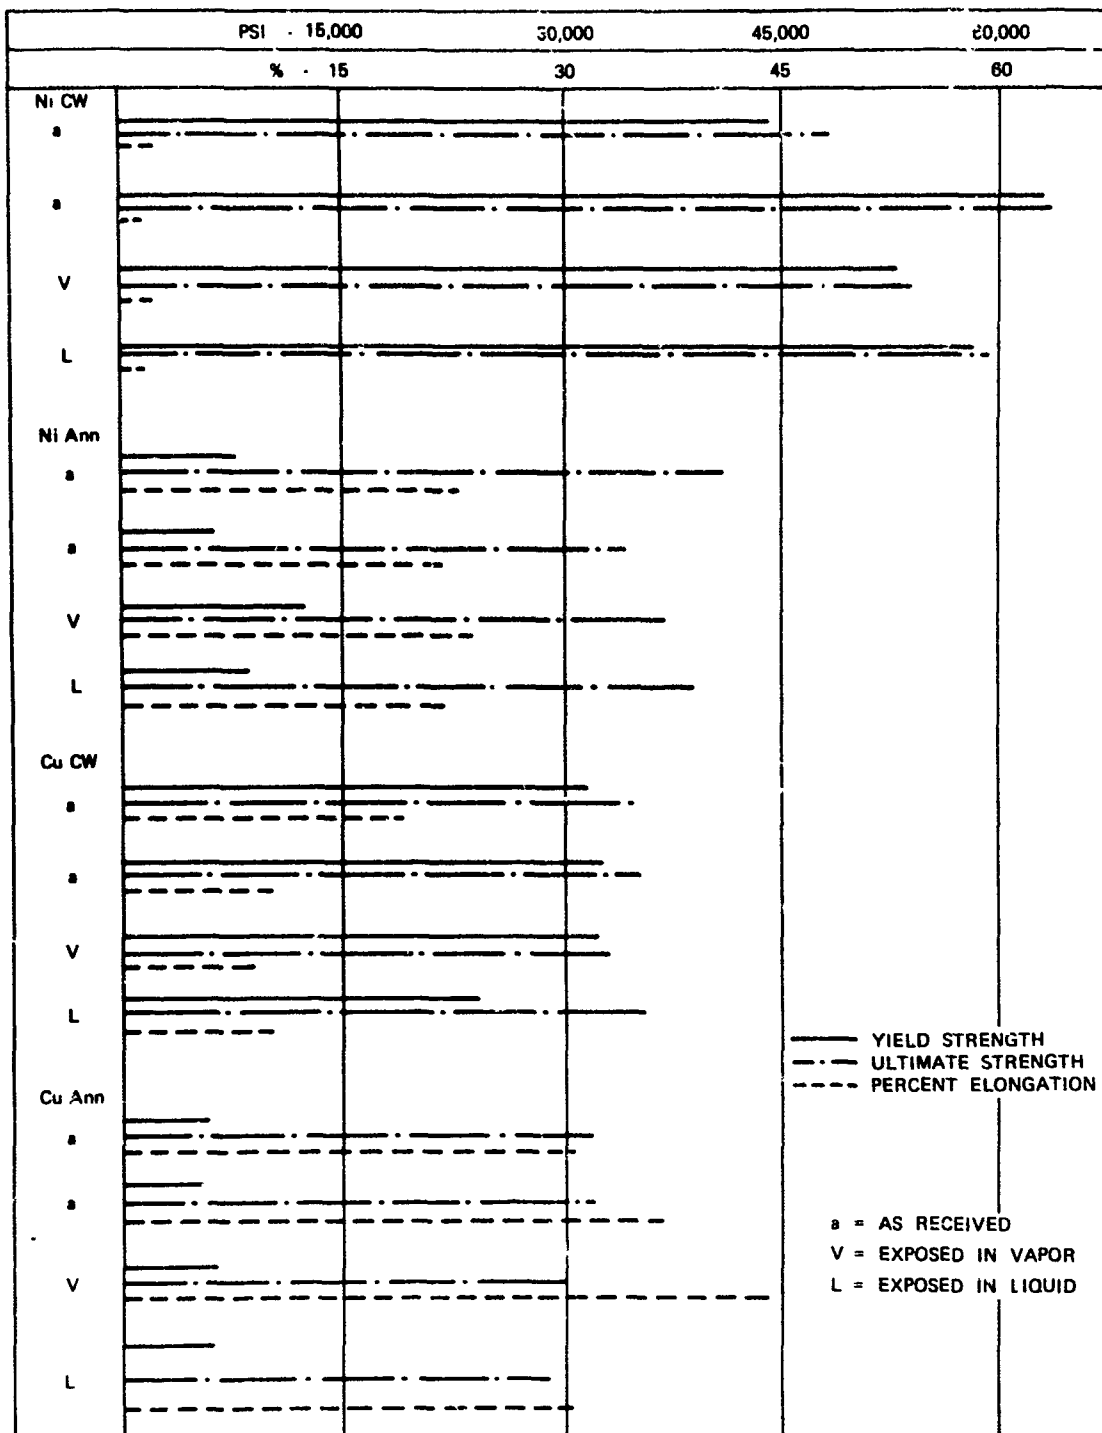 PSI - 15,000 30,000 45,000 60,000
% - 15 30 45 60
Ni CW
a
a
V
L
Ni Ann
a
a
V
L
Cu CW
a
a
V
L
YIELD STRENGTH
ULTIMATE STRENGTH
PERCENT ELONGATION
Cu Ann
a
a
a = AS RECEIVED
V = EXPOSED IN VAPOR
V
L = EXPOSED IN LIQUID
L